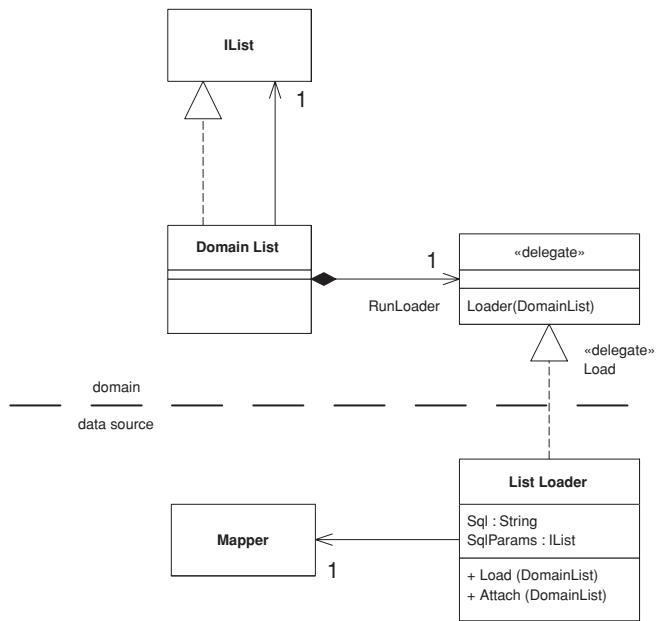 IList
1
Domain List
1
«delegate»
RunLoader
Loader(DomainList)
«delegate»
Load
domain
data source
List Loader
Sql : String
SqlParams : IList
Mapper
1
+ Load (DomainList)
+ Attach (DomainList)